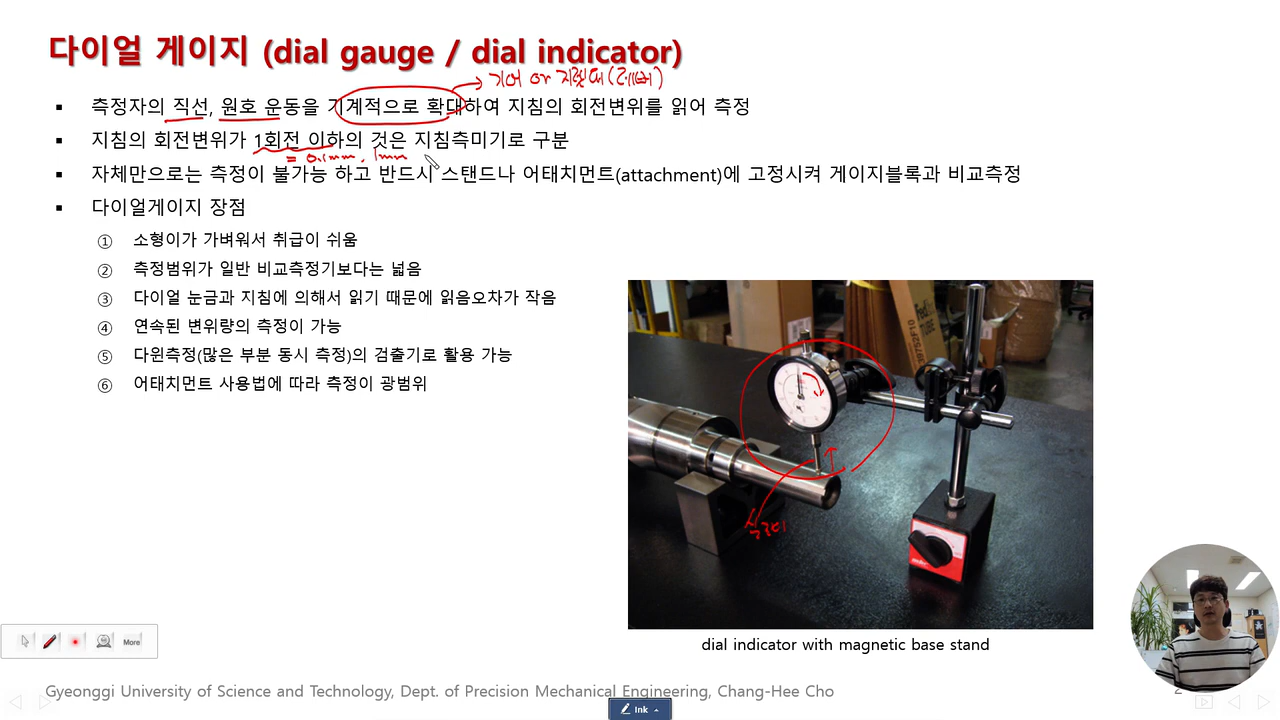 다이얼 게이지 (dial gauge / dial indicator)
기어 or 지렛대(레버)
▪ 측정자의 직선, 원호 운동을 기계적으로 확대하여 지침의 회전변위를 읽어 측정
▪ 지침의 회전변위가 1회전 이하의 것은 지침측미기로 구분
= 0.1mm, 1mm
▪ 자체만으로는 측정이 불가능 하고 반드시 스탠드나 어태치먼트(attachment)에 고정시켜 게이지블록과 비교측정
▪ 다이얼게이지 장점
① 소형이가 가벼워서 취급이 쉬움
② 측정범위가 일반 비교측정기보다는 넓음
③ 다이얼 눈금과 지침에 의해서 읽기 때문에 읽음오차가 작음
④ 연속된 변위량의 측정이 가능
⑤ 다윈측정(많은 부분 동시 측정)의 검출기로 활용 가능
⑥ 어태치먼트 사용법에 따라 측정이 광범위
FedEx
39752F10
dial indicator with magnetic base stand
More
Gyeonggi University of Science and Technology, Dept. of Precision Mechanical Engineering, Chang-Hee Cho
2
Ink